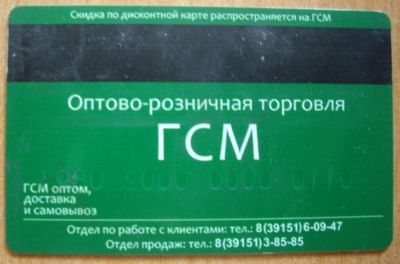 Скидка по дисконтной карте распространяется на ГСМ
Оптово-розничная торговля
ГСМ
ГСМ оптом,
доставка
и самовывоз
Отдел по работе с клиентами: тел.: 8(39151)6-09-47
Отдел продаж: тел.: 8(39151)3-85-85